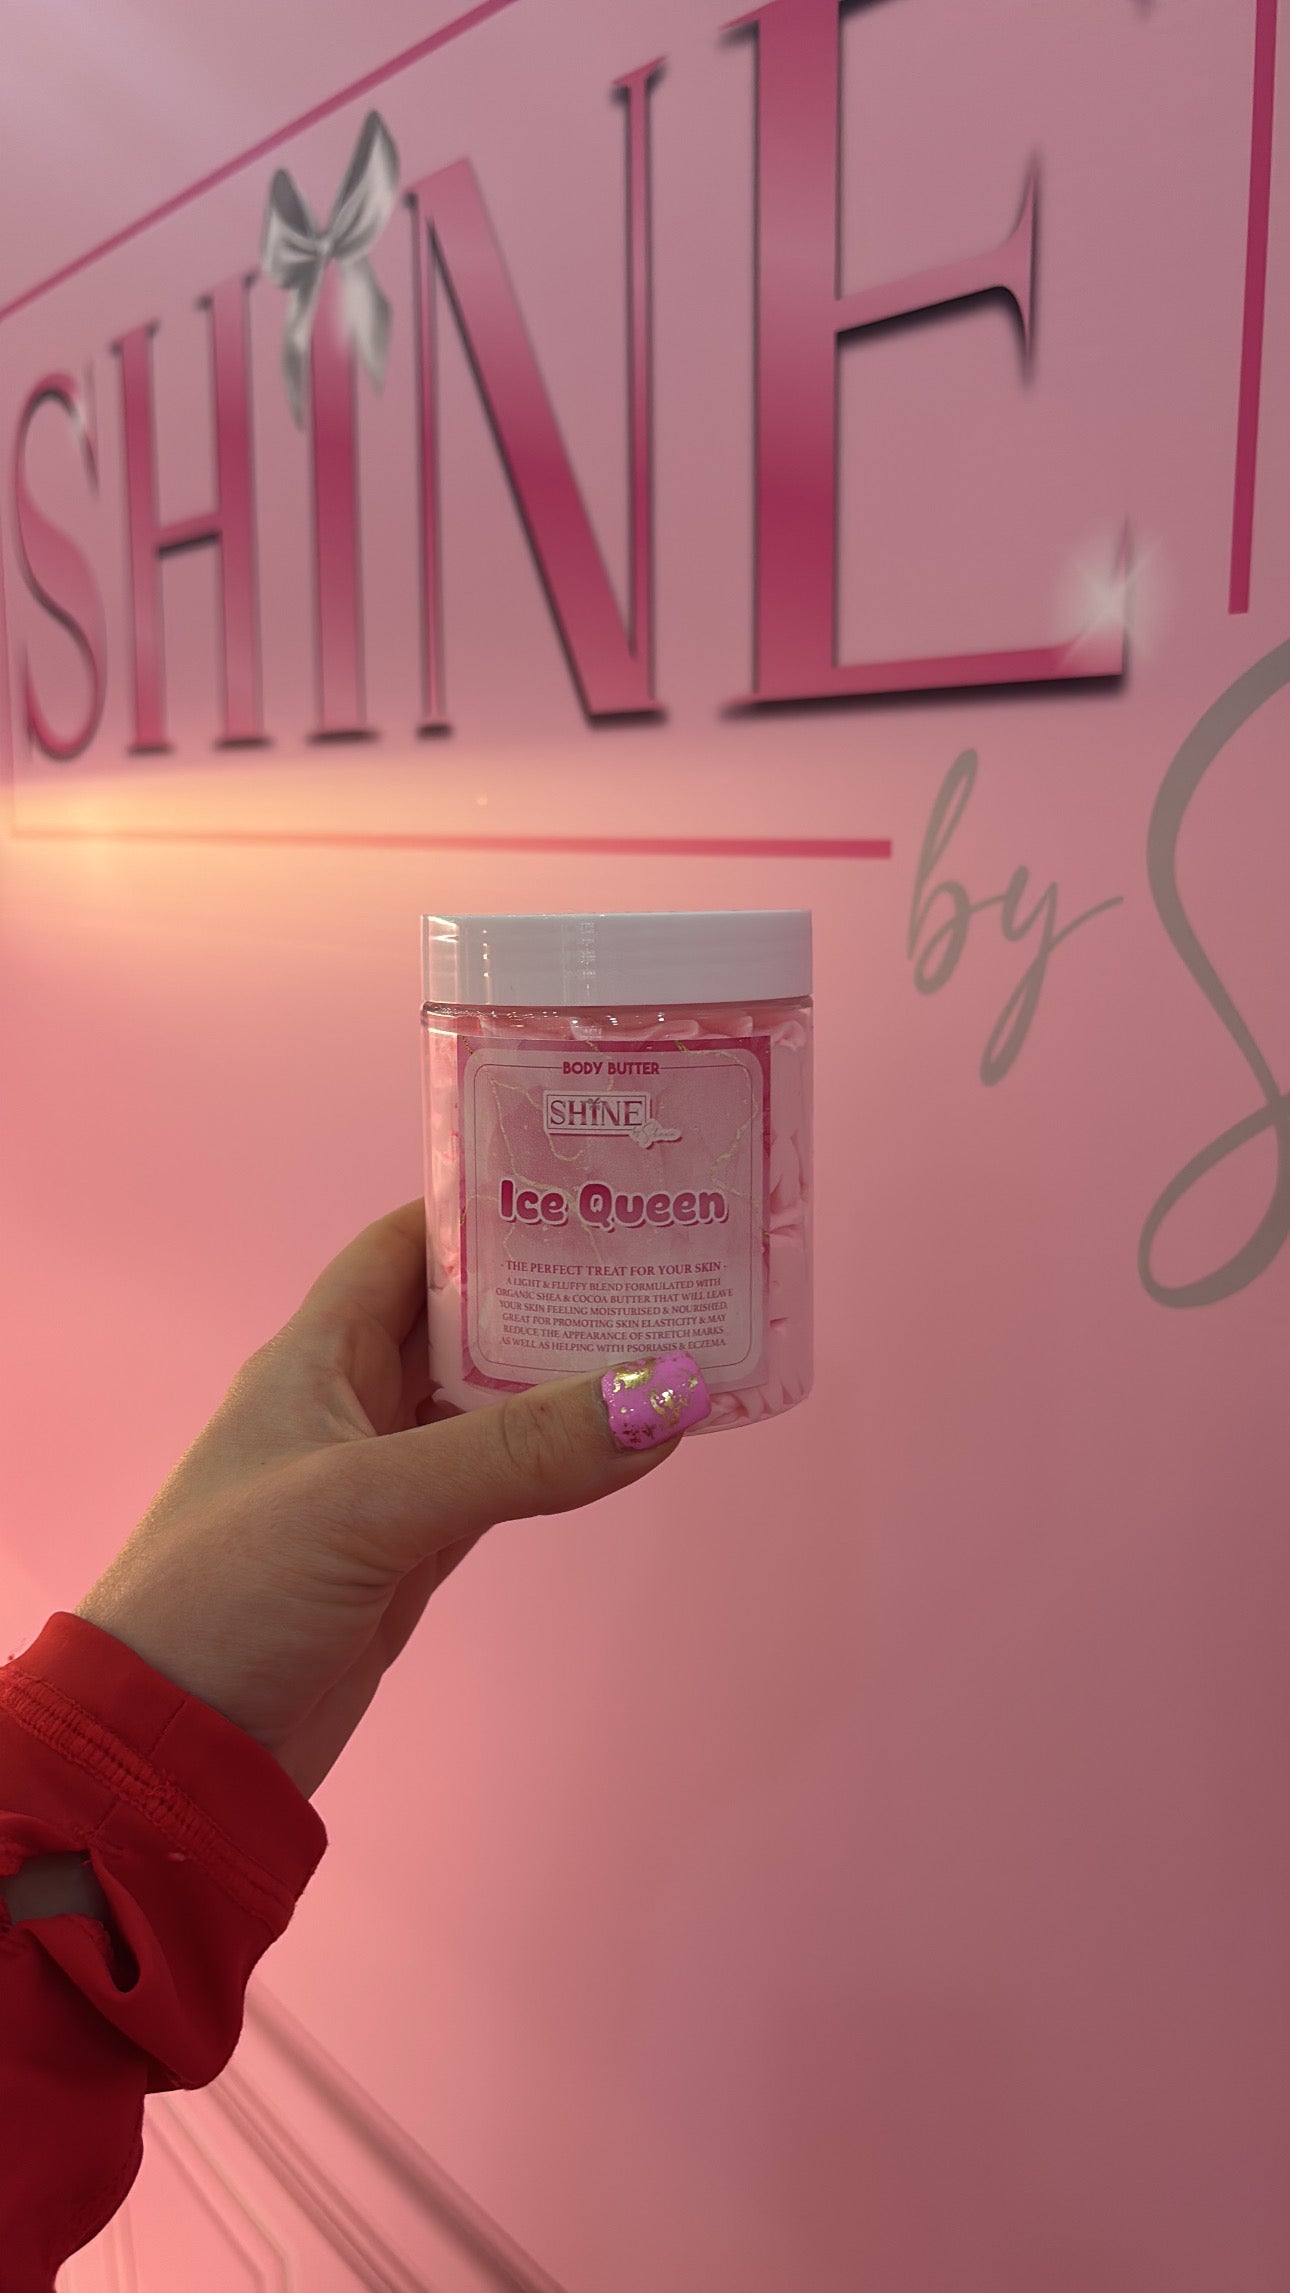 SHINE
by S
BODY BUTTER
SHINE
by Shana
Ice Queen
· THE PERFECT TREAT FOR YOUR SKIN ·
A LIGHT & FLUFFY BLEND FORMULATED WITH
ORGANIC SHEA & COCOA BUTTER THAT WILL LEAVE
YOUR SKIN FEELING MOISTURISED & NOURISHED.
GREAT FOR PROMOTING SKIN ELASTICITY & MAY
REDUCE THE APPEARANCE OF STRETCH MARKS
AS WELL AS HELPING WITH PSORIASIS & ECZEMA.